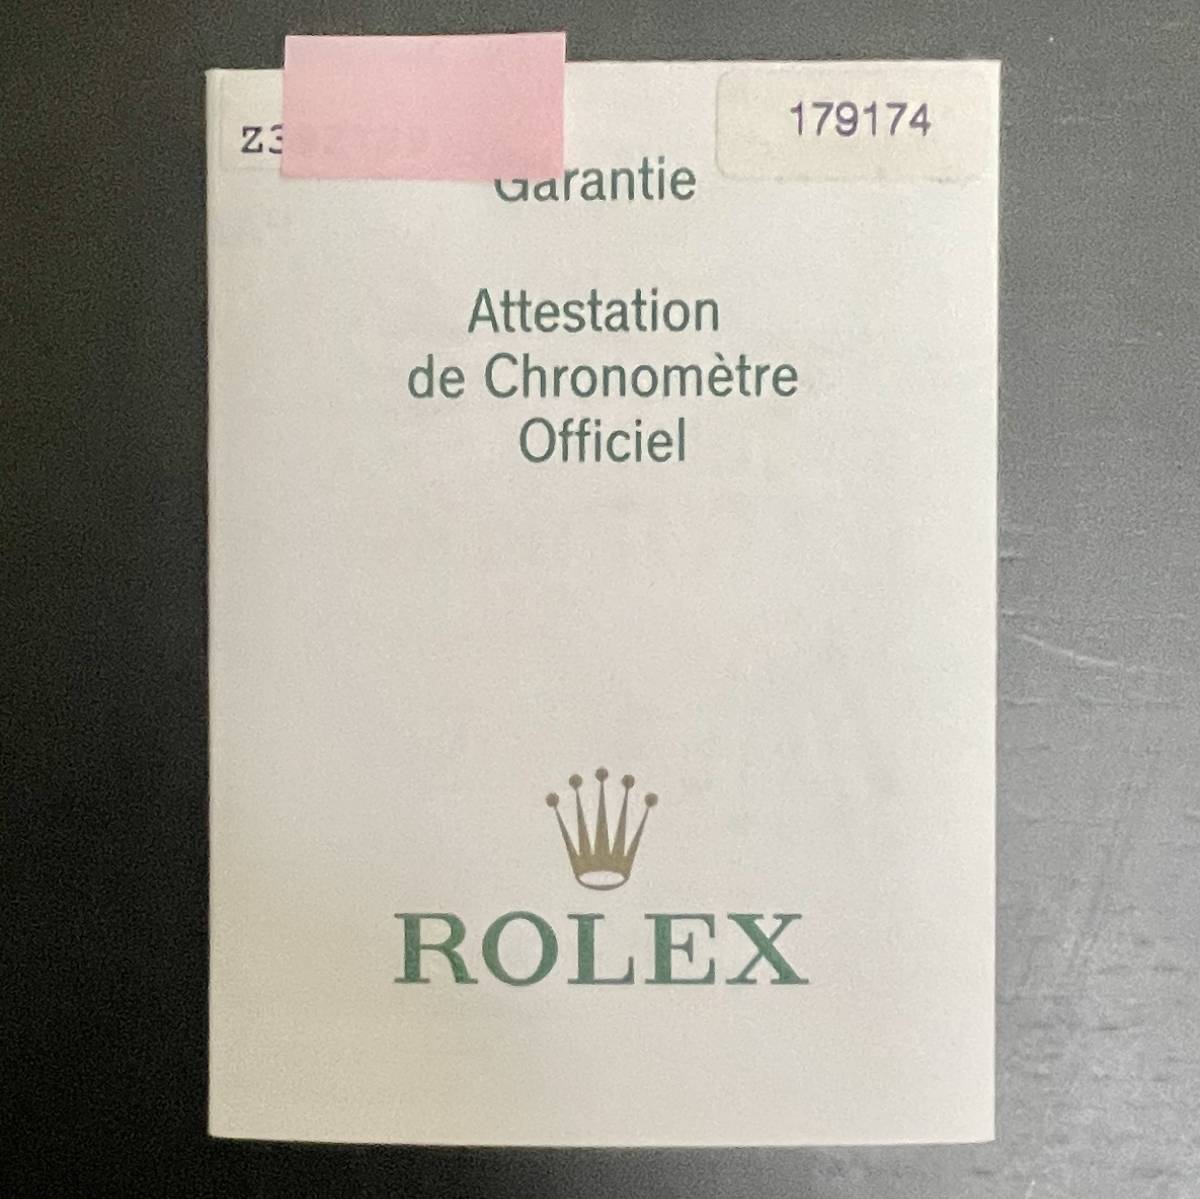 Z3
179174
Garantie
Attestation
de Chronomètre
Officiel
ROLEX